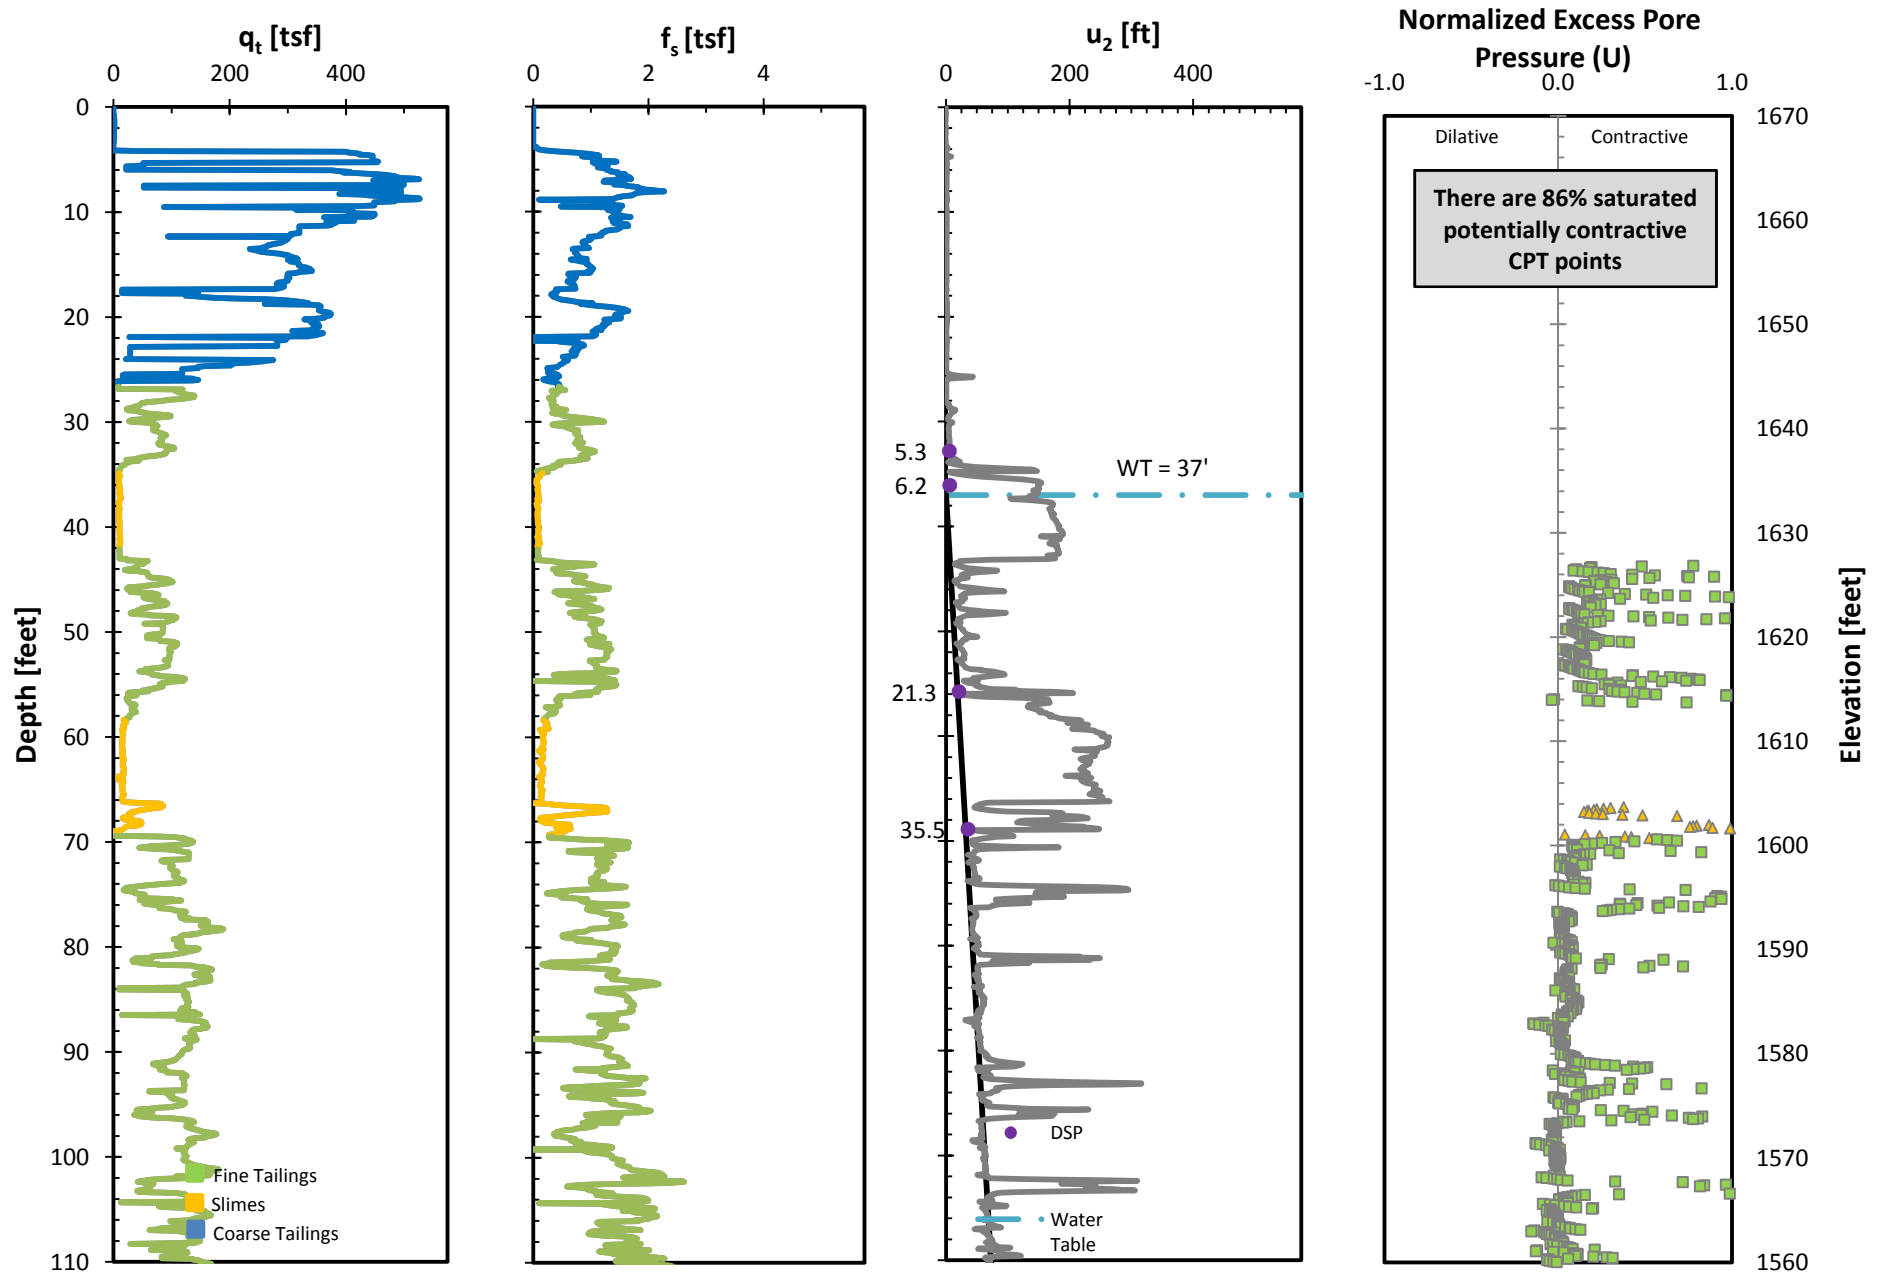 qt [tsf]
0 200 400
fs [tsf]
0 2 4
u2 [ft]
0 200 400
Normalized Excess Pore
Pressure (U)
-1.0 0.0 1.0
Depth [feet]
0
10
20
30
40
50
60
70
80
90
100
110
Fine Tailings
Slimes
Coarse Tailings
5.3
6.2
21.3
35.5
WT = 37'
DSP
Water
Table
Dilative Contractive
There are 86% saturated
potentially contractive
CPT points
1670
1660
1650
1640
1630
1620
1610
1600
1590
1580
1570
1560
Elevation [feet]